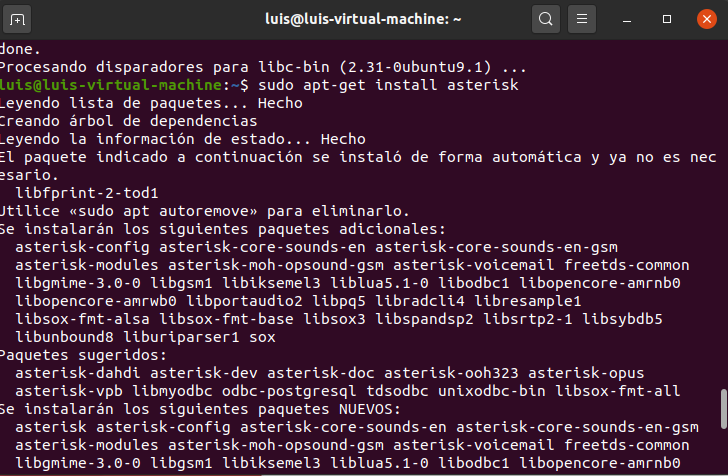 luis@luis-virtual-machine: ~
done.
Procesando disparadores para libc-bin (2.31-0ubuntu9.1) ...
luis@luis-virtual-machine:~$ sudo apt-get install asterisk
Leyendo lista de paquetes... Hecho
Creando árbol de dependencias
Leyendo la información de estado... Hecho
El paquete indicado a continuación se instaló de forma automática y ya no es nec
esario.
  libfprint-2-tod1
Utilice «sudo apt autoremove» para eliminarlo.
Se instalarán los siguientes paquetes adicionales:
  asterisk-config asterisk-core-sounds-en asterisk-core-sounds-en-gsm
  asterisk-modules asterisk-moh-opsound-gsm asterisk-voicemail freetds-common
  libgmime-3.0-0 libgsm1 libiksemel3 liblua5.1-0 libodbc1 libopencore-amrnb0
  libopencore-amrwb0 libportaudio2 libpq5 libradcli4 libresample1
  libsox-fmt-alsa libsox-fmt-base libsox3 libspandsp2 libsrtp2-1 libsybdb5
  libunbound8 liburiparser1 sox
Paquetes sugeridos:
  asterisk-dahdi asterisk-dev asterisk-doc asterisk-ooh323 asterisk-opus
  asterisk-vpb libmyodbc odbc-postgresql tdsodbc unixodbc-bin libsox-fmt-all
Se instalarán los siguientes paquetes NUEVOS:
  asterisk asterisk-config asterisk-core-sounds-en asterisk-core-sounds-en-gsm
  asterisk-modules asterisk-moh-opsound-gsm asterisk-voicemail freetds-common
  libgmime-3.0-0 libgsm1 libiksemel3 liblua5.1-0 libodbc1 libopencore-amrnb0